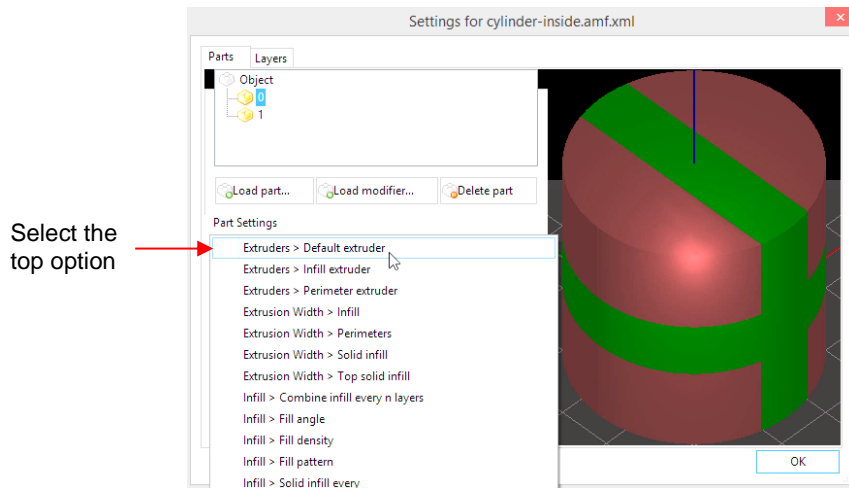 Settings for cylinder-inside.amf.xml
Parts
Layers
Object
0
1
Load part...
Load modifier...
Delete part
Part Settings
Select the
top option
Extruders > Default extruder
Extruders > Infill extruder
Extruders > Perimeter extruder
Extrusion Width > Infill
Extrusion Width > Perimeters
Extrusion Width > Solid infill
Extrusion Width > Top solid infill
Infill > Combine infill every n layers
Infill > Fill angle
Infill > Fill density
Infill > Fill pattern
Infill > Solid infill every
OK